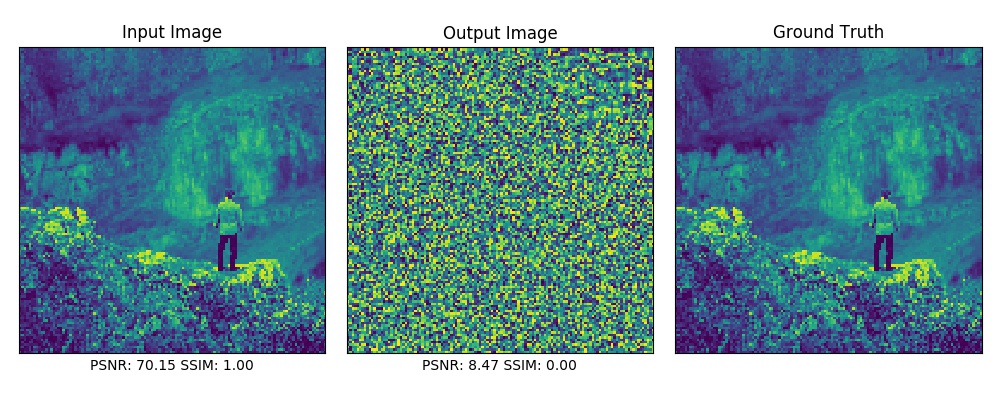 Input Image
Output Image
Ground Truth
PSNR: 70.15 SSIM: 1.00
PSNR: 8.47 SSIM: 0.00